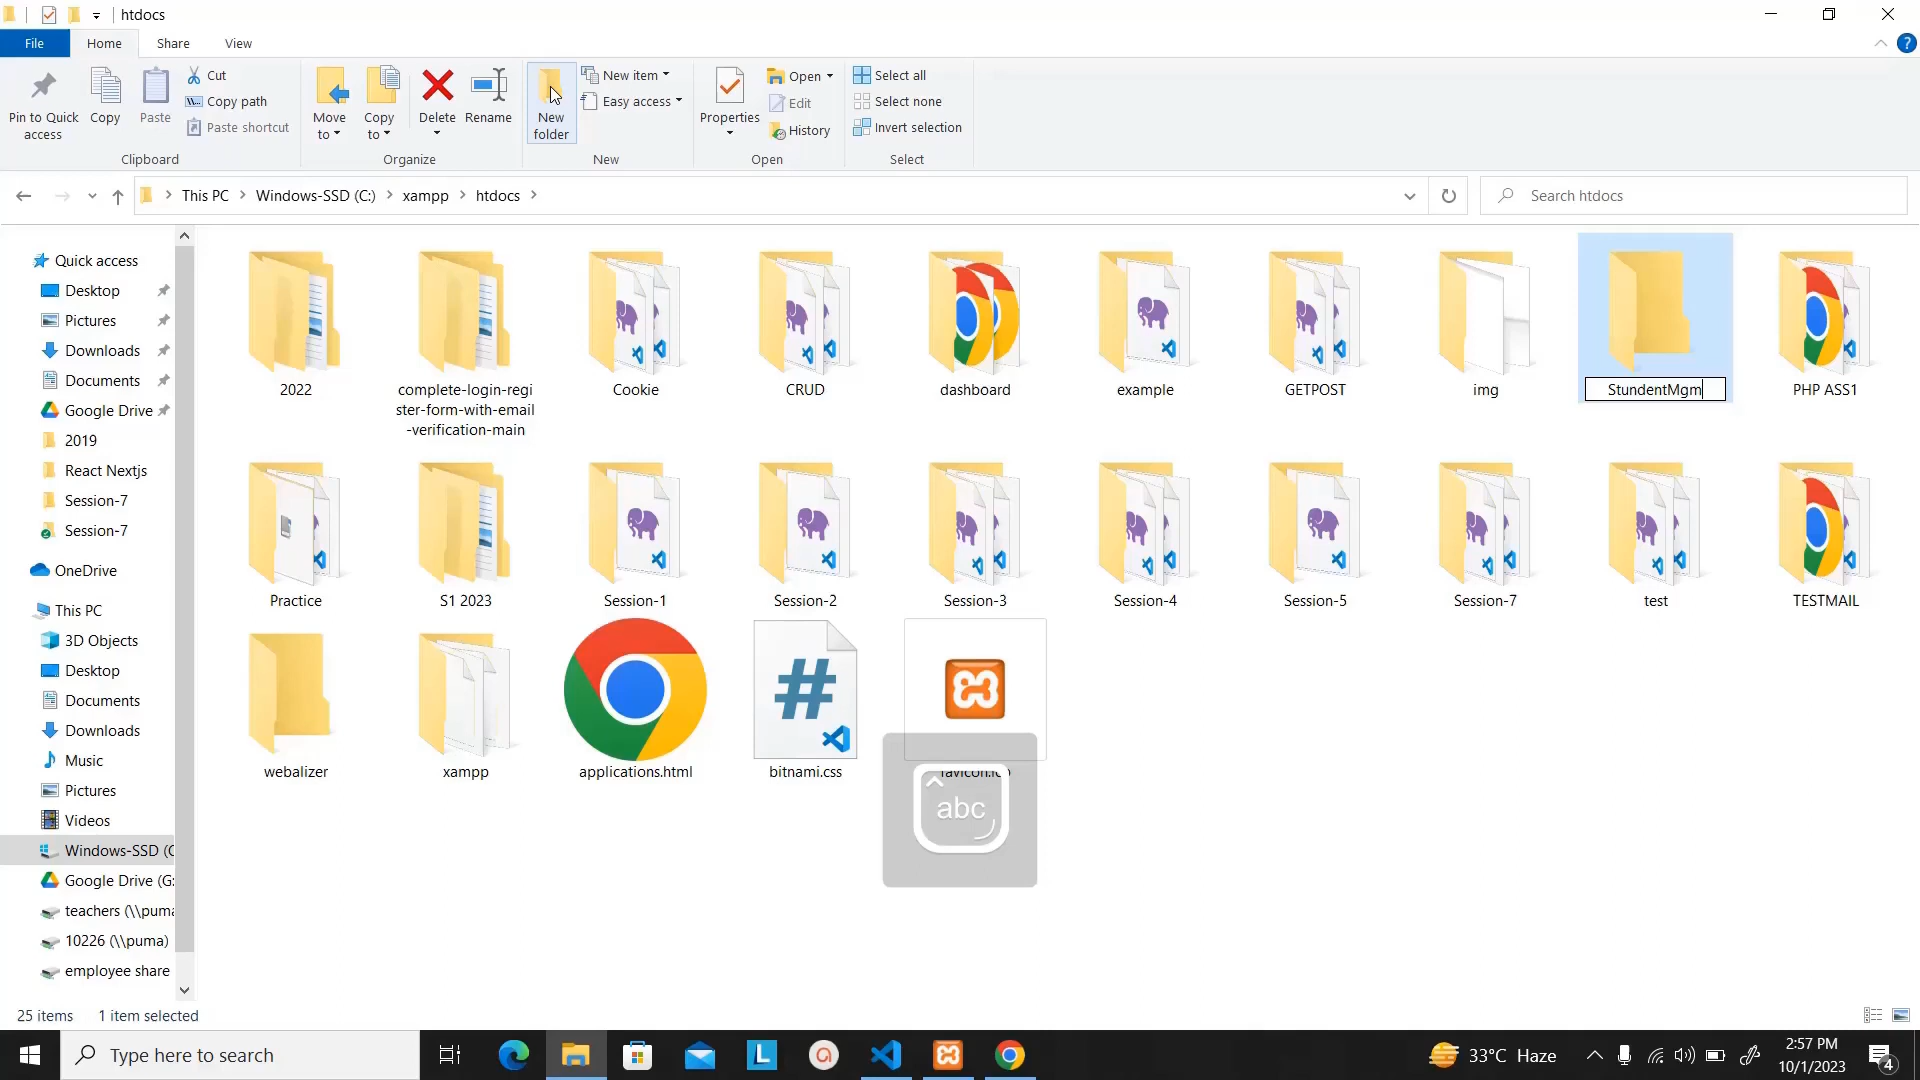 htdocs
File
Home
Share
View
Pin to Quick access
Copy
Paste
Cut
Copy path
Paste shortcut
Clipboard
Move to
Copy to
Delete
Rename
Organize
New folder
New item
Easy access
New
Properties
Open
Edit
History
Open
Select all
Select none
Invert selection
Select
This PC
Windows-SSD (C:)
xampp
htdocs
Search htdocs
Quick access
Desktop
Pictures
Downloads
Documents
Google Drive
2019
React Nextjs
Session-7
Session-7
OneDrive
This PC
3D Objects
Desktop
Documents
Downloads
Music
Pictures
Videos
Windows-SSD (C
Google Drive (G:
teachers (\\puma
10226 (\\puma)
employee share
2022
complete-login-regi
ster-form-with-email
-verification-main
Cookie
CRUD
dashboard
example
GETPOST
img
StundentMgm
PHP ASS1
Practice
S1 2023
Session-1
Session-2
Session-3
Session-4
Session-5
Session-7
test
TESTMAIL
webalizer
xampp
applications.html
bitnami.css
favicon.ico
abc
25 items
1 item selected
Type here to search
33°C Haze
2:57 PM
10/1/2023
4